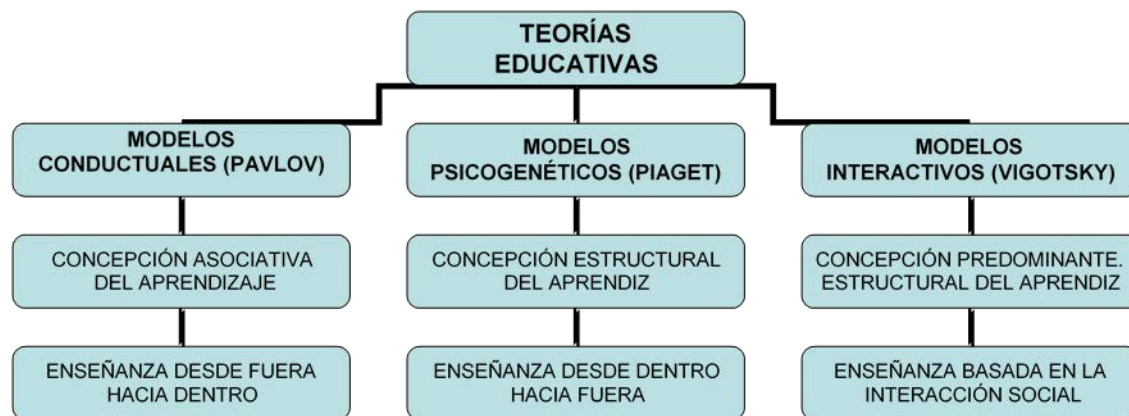 TEORÍAS
EDUCATIVAS
MODELOS
CONDUCTUALES (PAVLOV)
MODELOS
PSICOGENÉTICOS (PIAGET)
MODELOS
INTERACTIVOS (VIGOTSKY)
CONCEPCIÓN ASOCIATIVA
DEL APRENDIZAJE
CONCEPCIÓN ESTRUCTURAL
DEL APRENDIZ
CONCEPCIÓN PREDOMINANTE.
ESTRUCTURAL DEL APRENDIZ
ENSEÑANZA DESDE FUERA
HACIA DENTRO
ENSEÑANZA DESDE DENTRO
HACIA FUERA
ENSEÑANZA BASADA EN LA
INTERACCIÓN SOCIAL